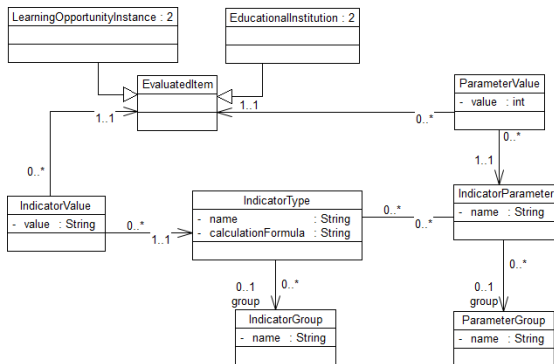 LearningOpportunityInstance : 2
EducationalInstitution : 2
EvaluatedItem
ParameterValue
- value : int
1..1
1..1
0..*
0..*
1..1
0..*
IndicatorValue
- value : String
0..*
1..1
IndicatorType
- name : String
- calculationFormula : String
0..*
0..*
IndicatorParameter
- name : String
0..1
group
0..*
0..1
group
0..*
IndicatorGroup
- name : String
ParameterGroup
- name : String